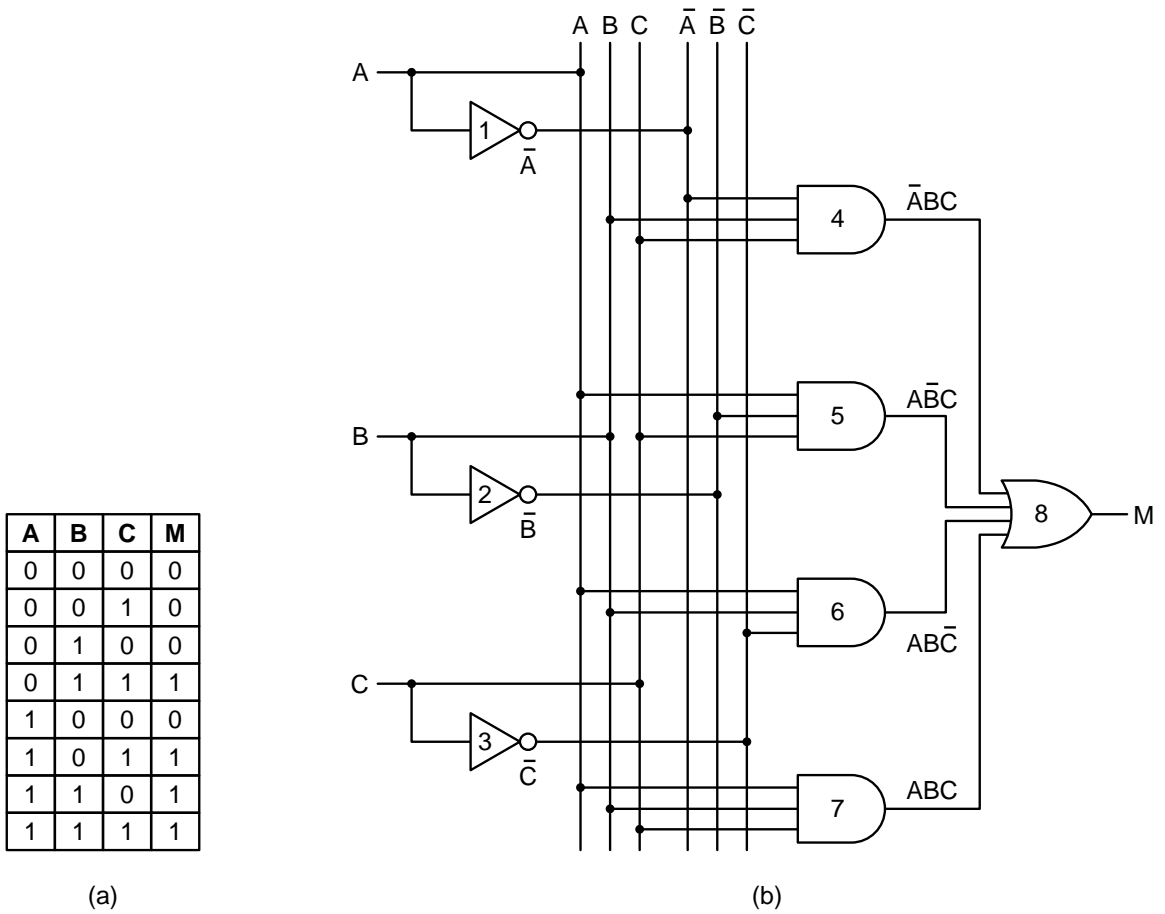 A B C A̅ B̅ C̅
A
1
A̅
4
A̅BC
5
AB̅C
B
2
B̅
8
M
6
ABC̅
C
3
C̅
7
ABC
A B C M
0 0 0 0
0 0 1 0
0 1 0 0
0 1 1 1
1 0 0 0
1 0 1 1
1 1 0 1
1 1 1 1
(a)
(b)